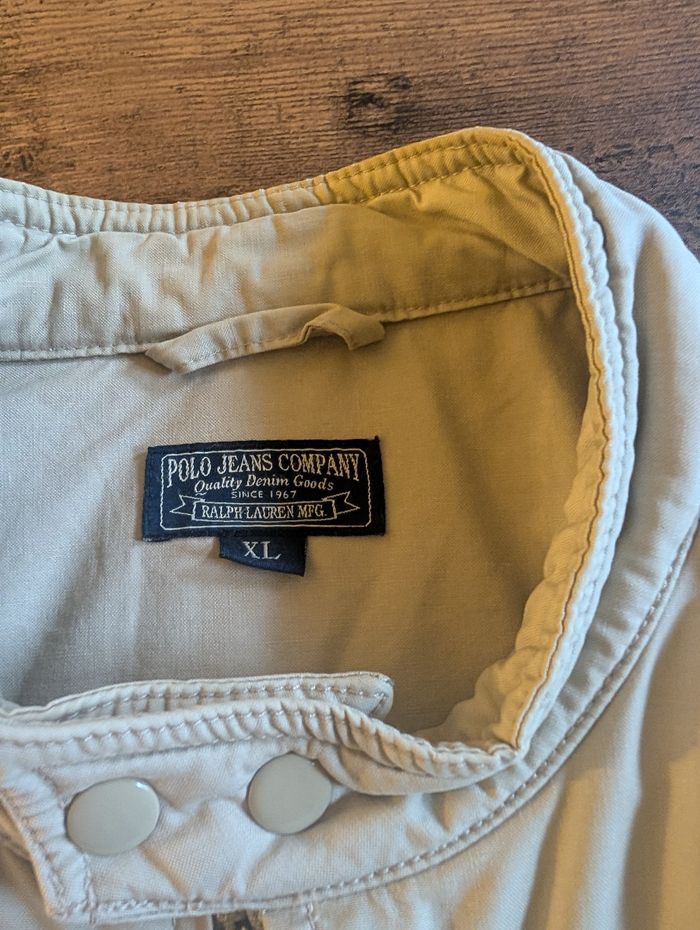 POLO JEANS COMPANY
Quality Denim Goods
SINCE 1967
RALPH LAUREN MFG.
XL